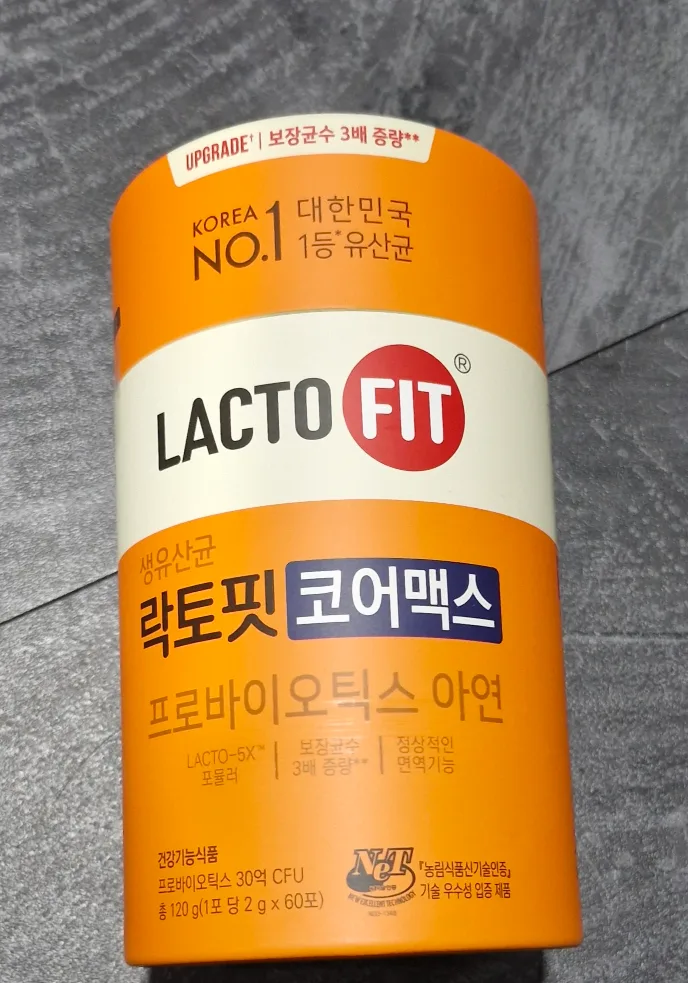 UPGRADE† | 보장균수 3배 증량**
KOREA NO.1 대한민국 1등* 유산균
LACTO FIT®
생유산균
락토핏 코어맥스
프로바이오틱스 아연
LACTO-5X™ 포뮬러 | 보장균수 3배 증량** | 정상적인 면역기능
건강기능식품
프로바이오틱스 30억 CFU
총 120 g(1포 당 2 g x 60포)
NeT
NEW EXCELLENT TECHNOLOGY
『농림식품신기술인증』
기술 우수성 입증 제품